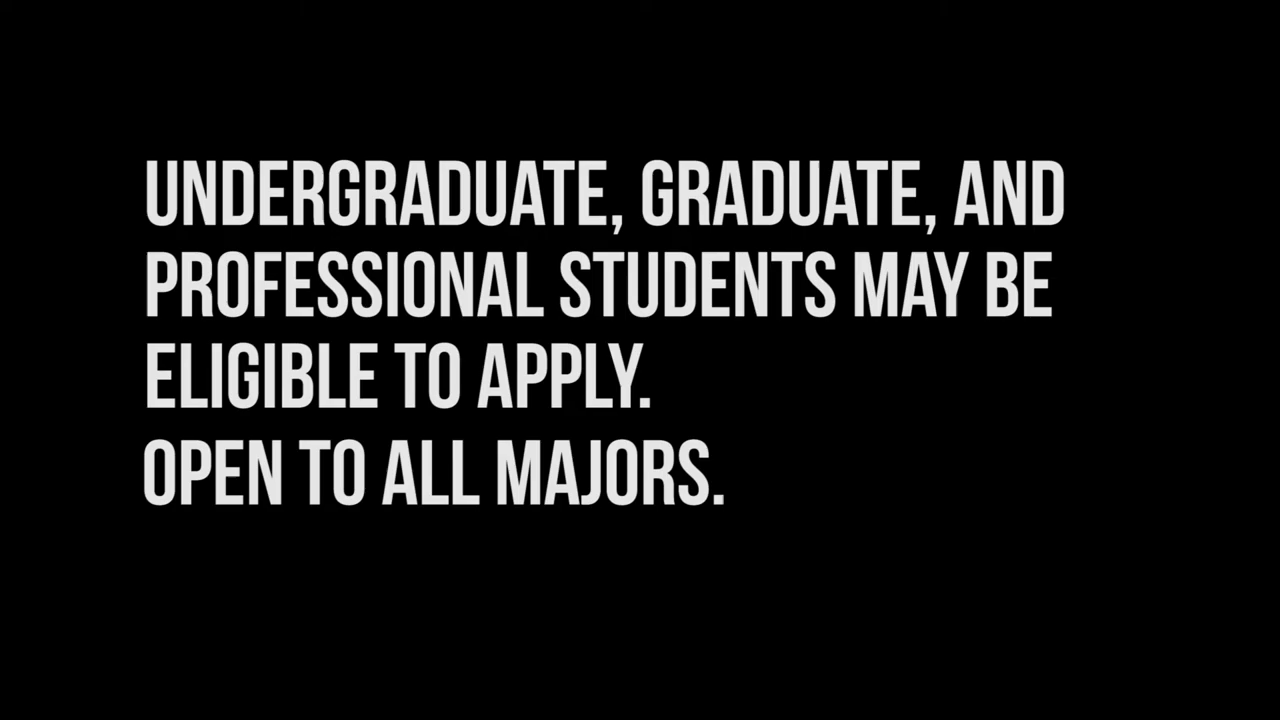 UNDERGRADUATE, GRADUATE, AND
PROFESSIONAL STUDENTS MAY BE
ELIGIBLE TO APPLY.
OPEN TO ALL MAJORS.